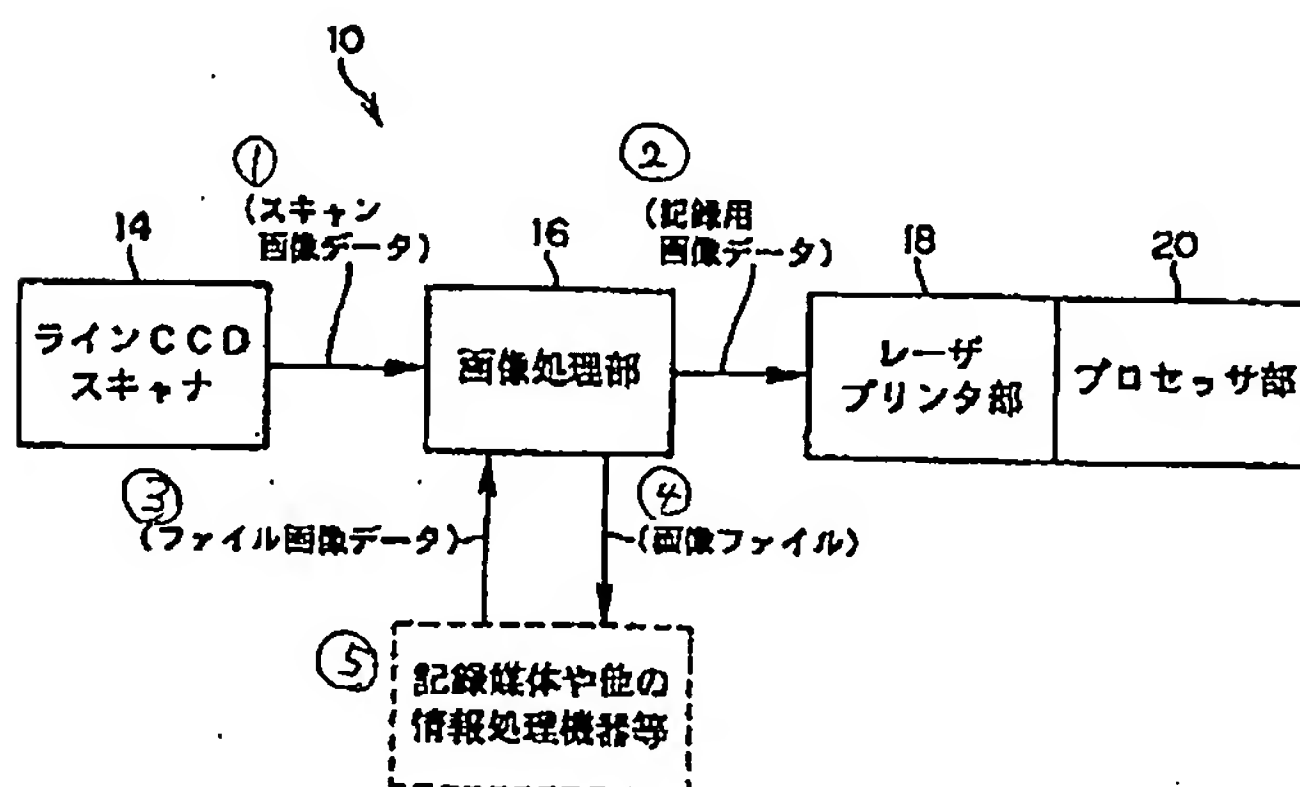 10
①
②
(スキャン
画像データ)
(記録用
画像データ)
14
16
18
20
ラインCCD
スキャナ
画像処理部
レーザ
プリンタ部
プロセッサ部
③
④
(ファイル画像データ)
(画像ファイル)
⑤
記録媒体や他の
情報処理機器等